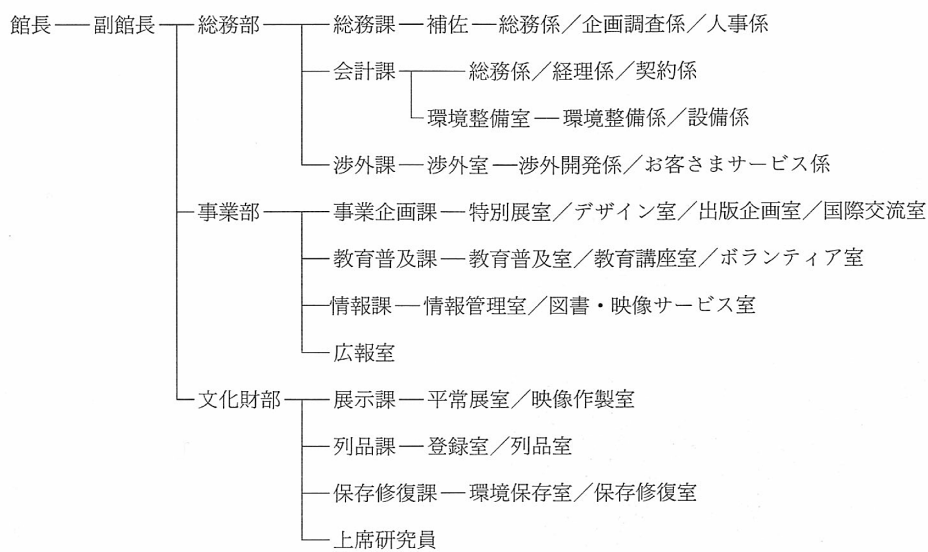 館長 副館長 総務部 総務課 補佐 総務係／企画調査係／人事係
会計課 総務係／経理係／契約係
環境整備室 環境整備係／設備係
渉外課 渉外室 渉外開発係／お客さまサービス係
事業部 事業企画課 特別展室／デザイン室／出版企画室／国際交流室
教育普及課 教育普及室／教育講座室／ボランティア室
情報課 情報管理室／図書・映像サービス室
広報室
文化財部 展示課 平常展室／映像作製室
列品課 登録室／列品室
保存修復課 環境保存室／保存修復室
上席研究員